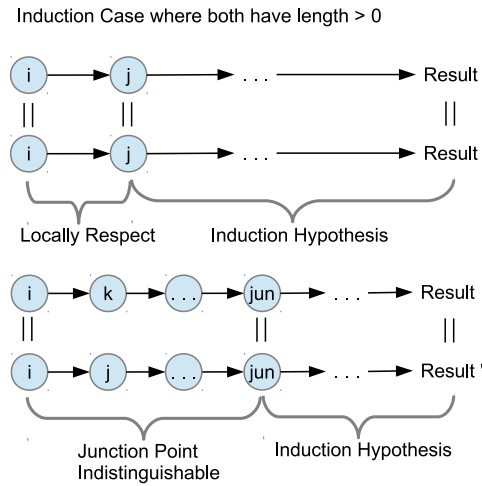 Induction Case where both have length > 0
i j . . . Result
|| || ||
i j . . . Result
Locally Respect Induction Hypothesis
i k . . . jun . . . Result
|| || ||
i j . . . jun . . . Result '
Junction Point
Indistinguishable
Induction Hypothesis